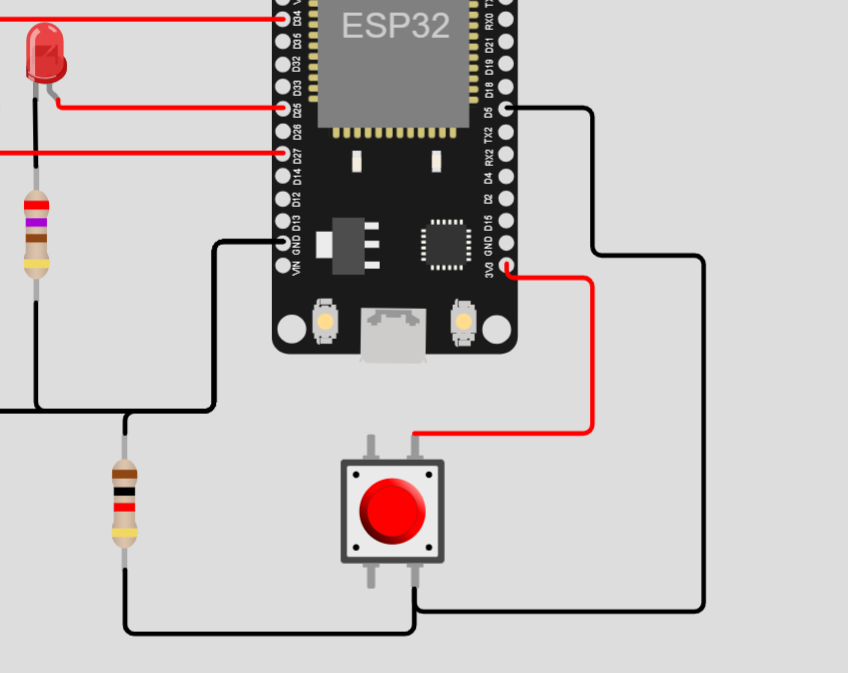 ESP32
D34
D35
D32
D33
D25
D26
D27
D14
D12
D13
GND
VIN
RX0
D21
D19
D18
D5
TX2
RX2
D4
D2
D15
GND
3V3